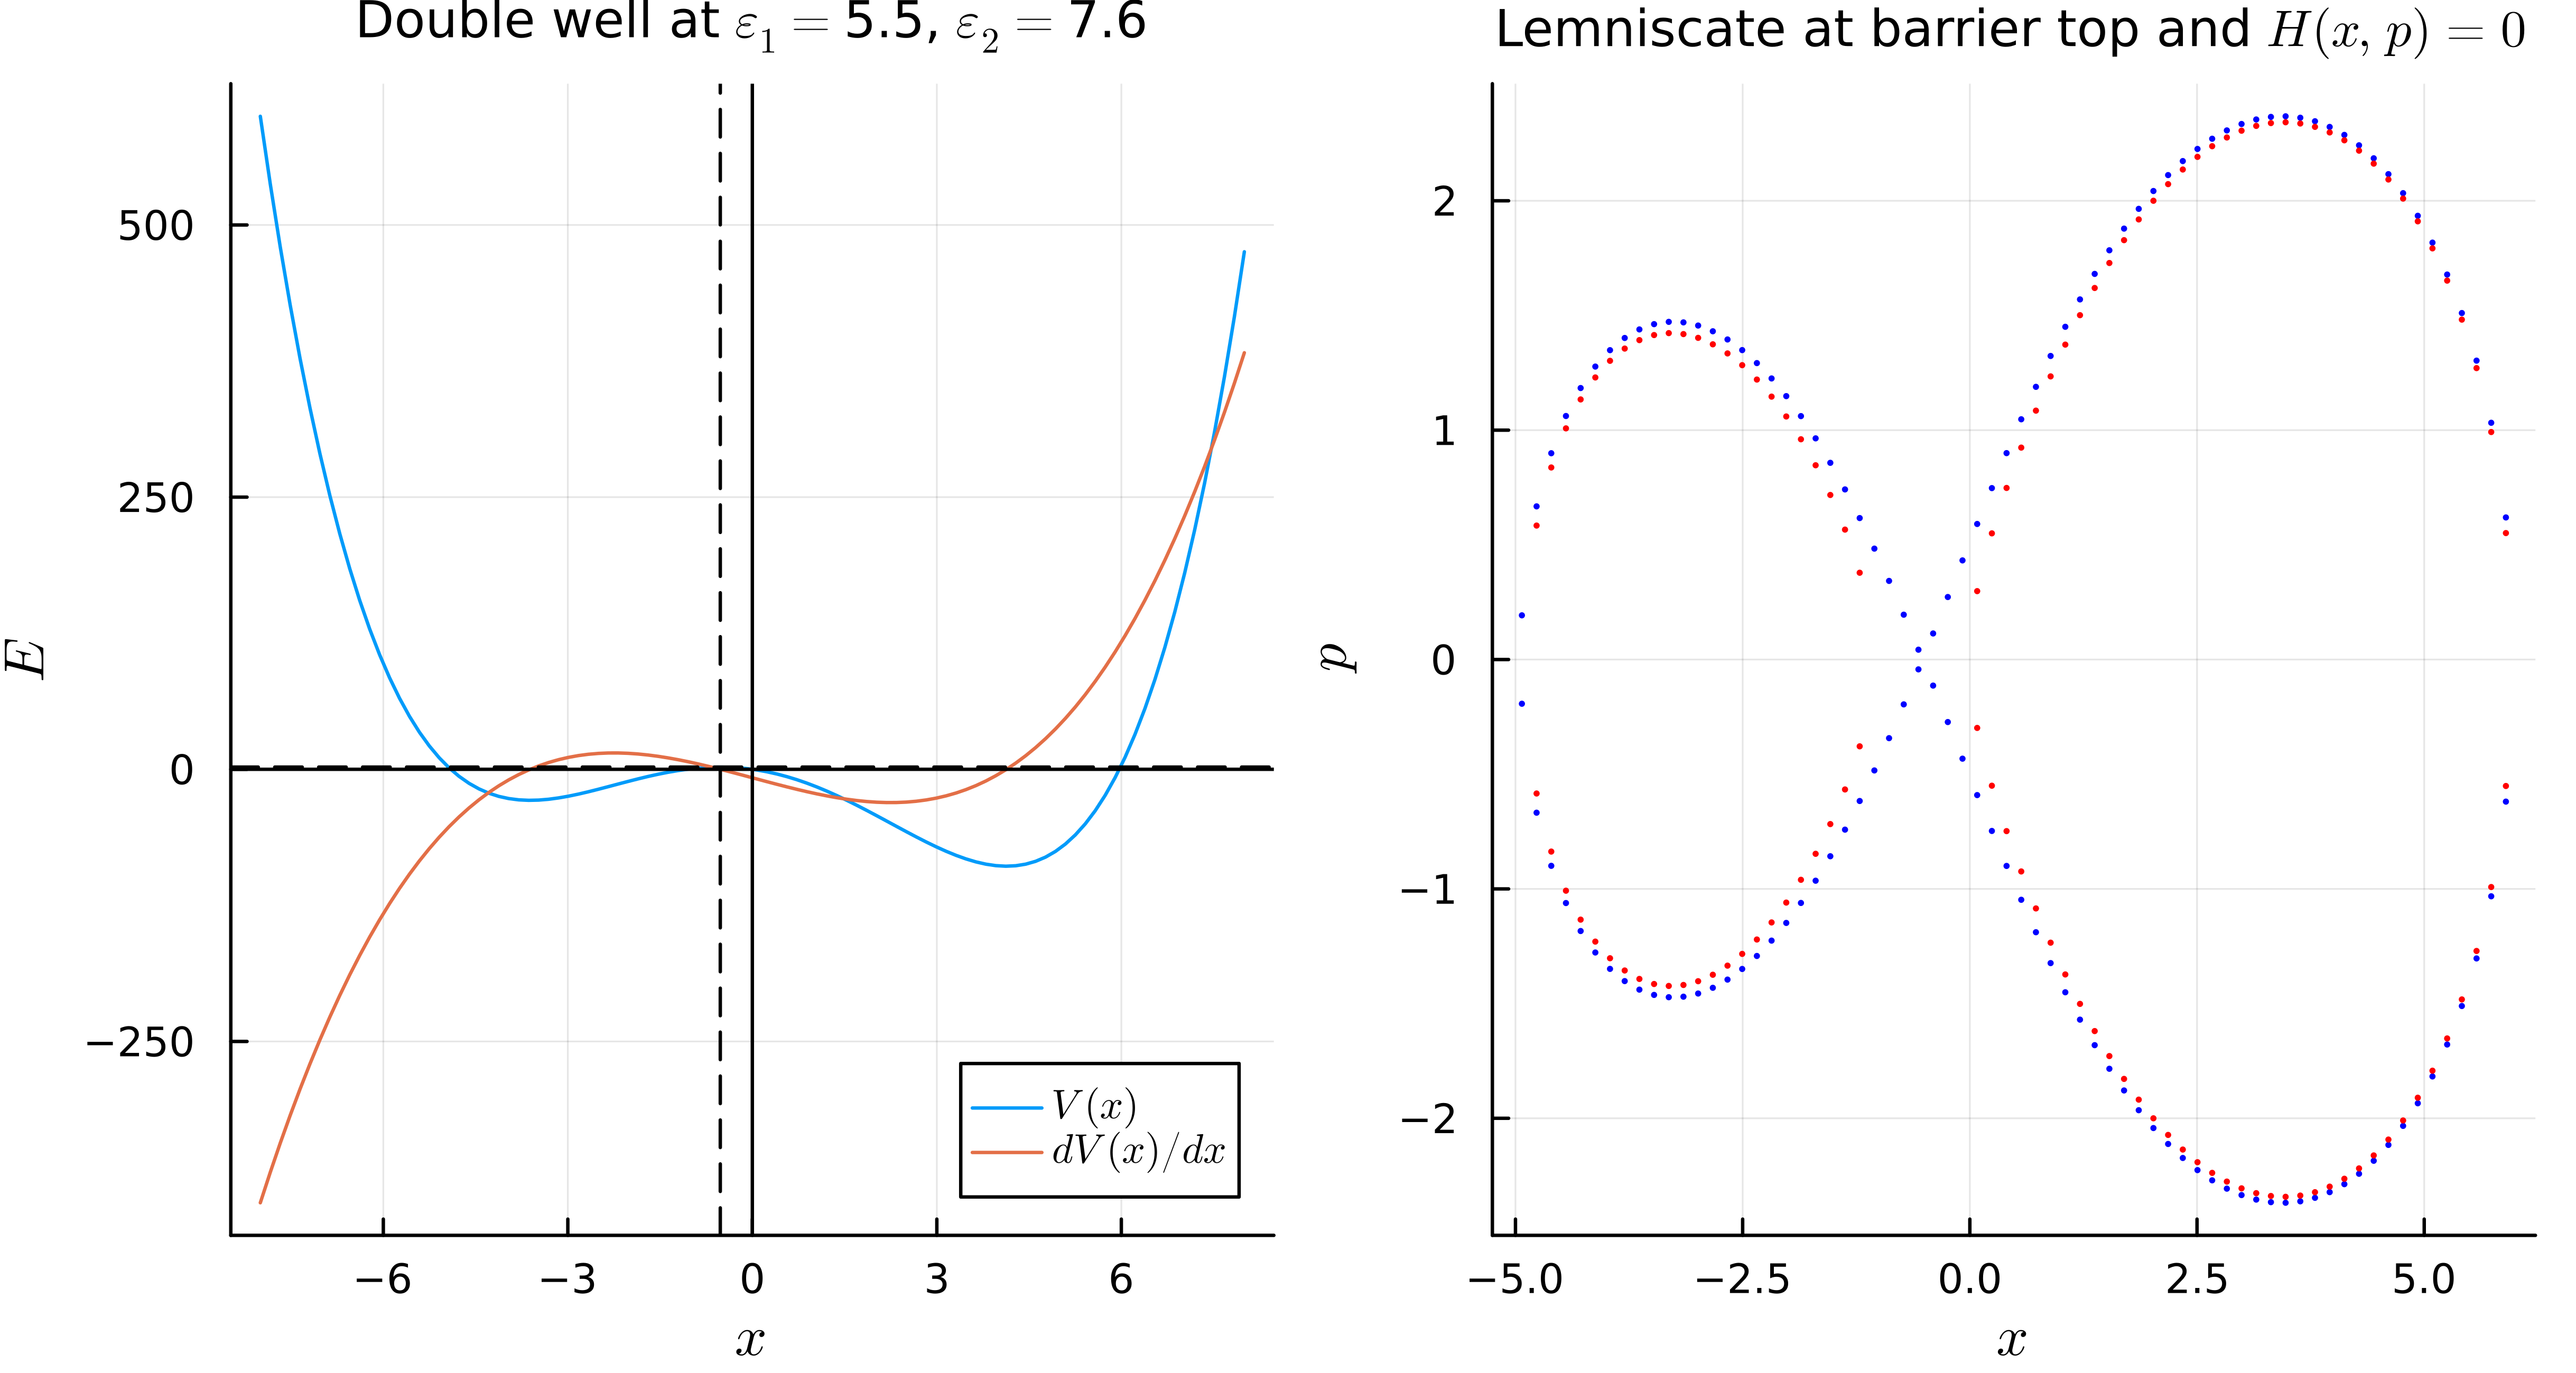 Double well at ε₁ = 5.5, ε₂ = 7.6
E
500
250
0
−250
−6 −3 0 3 6
x
V(x)
dV(x)/dx
Lemniscate at barrier top and H(x, p) = 0
p
2
1
0
−1
−2
−5.0 −2.5 0.0 2.5 5.0
x